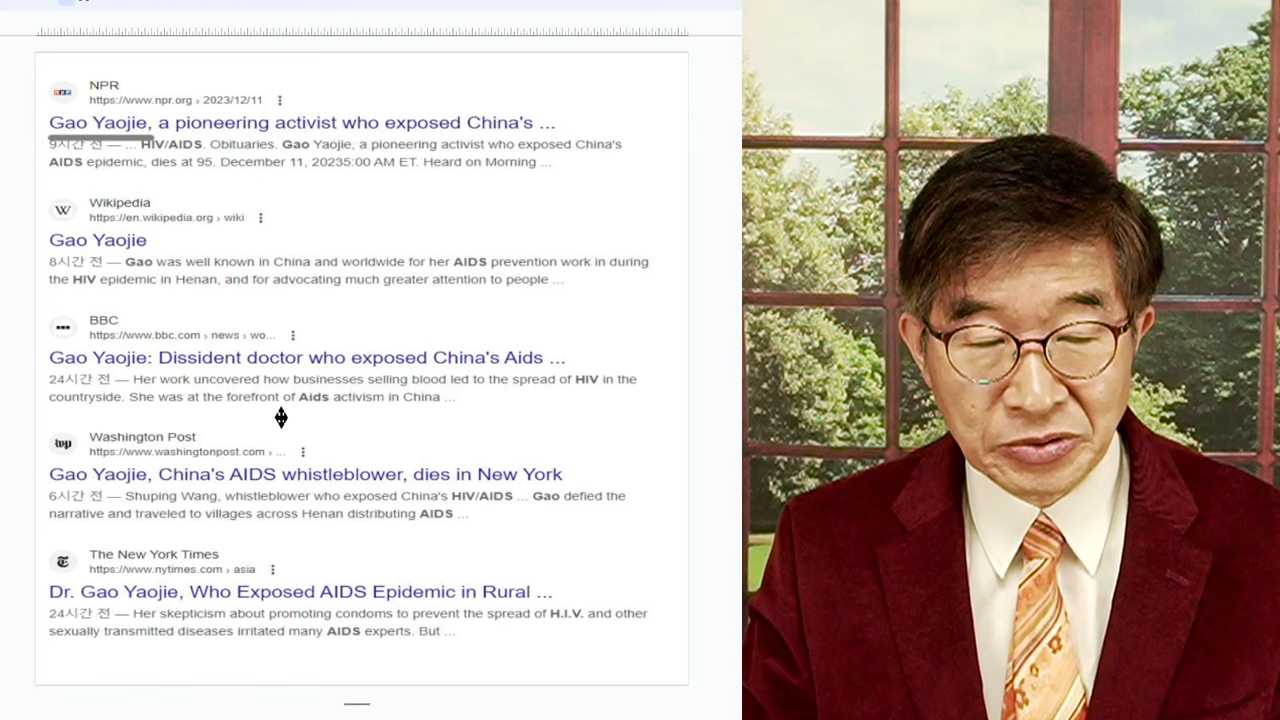 NPR
https://www.npr.org › 2023/12/11
Gao Yaojie, a pioneering activist who exposed China's ...
9시간 전 — ... HIV/AIDS. Obituaries. Gao Yaojie, a pioneering activist who exposed China's
AIDS epidemic, dies at 95. December 11, 20235:00 AM ET. Heard on Morning ...
W
Wikipedia
https://en.wikipedia.org › wiki
Gao Yaojie
8시간 전 — Gao was well known in China and worldwide for her AIDS prevention work in during
the HIV epidemic in Henan, and for advocating much greater attention to people ...
BBC
https://www.bbc.com › news › wo...
Gao Yaojie: Dissident doctor who exposed China's Aids ...
24시간 전 — Her work uncovered how businesses selling blood led to the spread of HIV in the
countryside. She was at the forefront of Aids activism in China ...
wp
Washington Post
https://www.washingtonpost.com › ...
Gao Yaojie, China's AIDS whistleblower, dies in New York
6시간 전 — Shuping Wang, whistleblower who exposed China's HIV/AIDS ... Gao defied the
narrative and traveled to villages across Henan distributing AIDS ...
T
The New York Times
https://www.nytimes.com › asia
Dr. Gao Yaojie, Who Exposed AIDS Epidemic in Rural ...
24시간 전 — Her skepticism about promoting condoms to prevent the spread of H.I.V. and other
sexually transmitted diseases irritated many AIDS experts. But ...